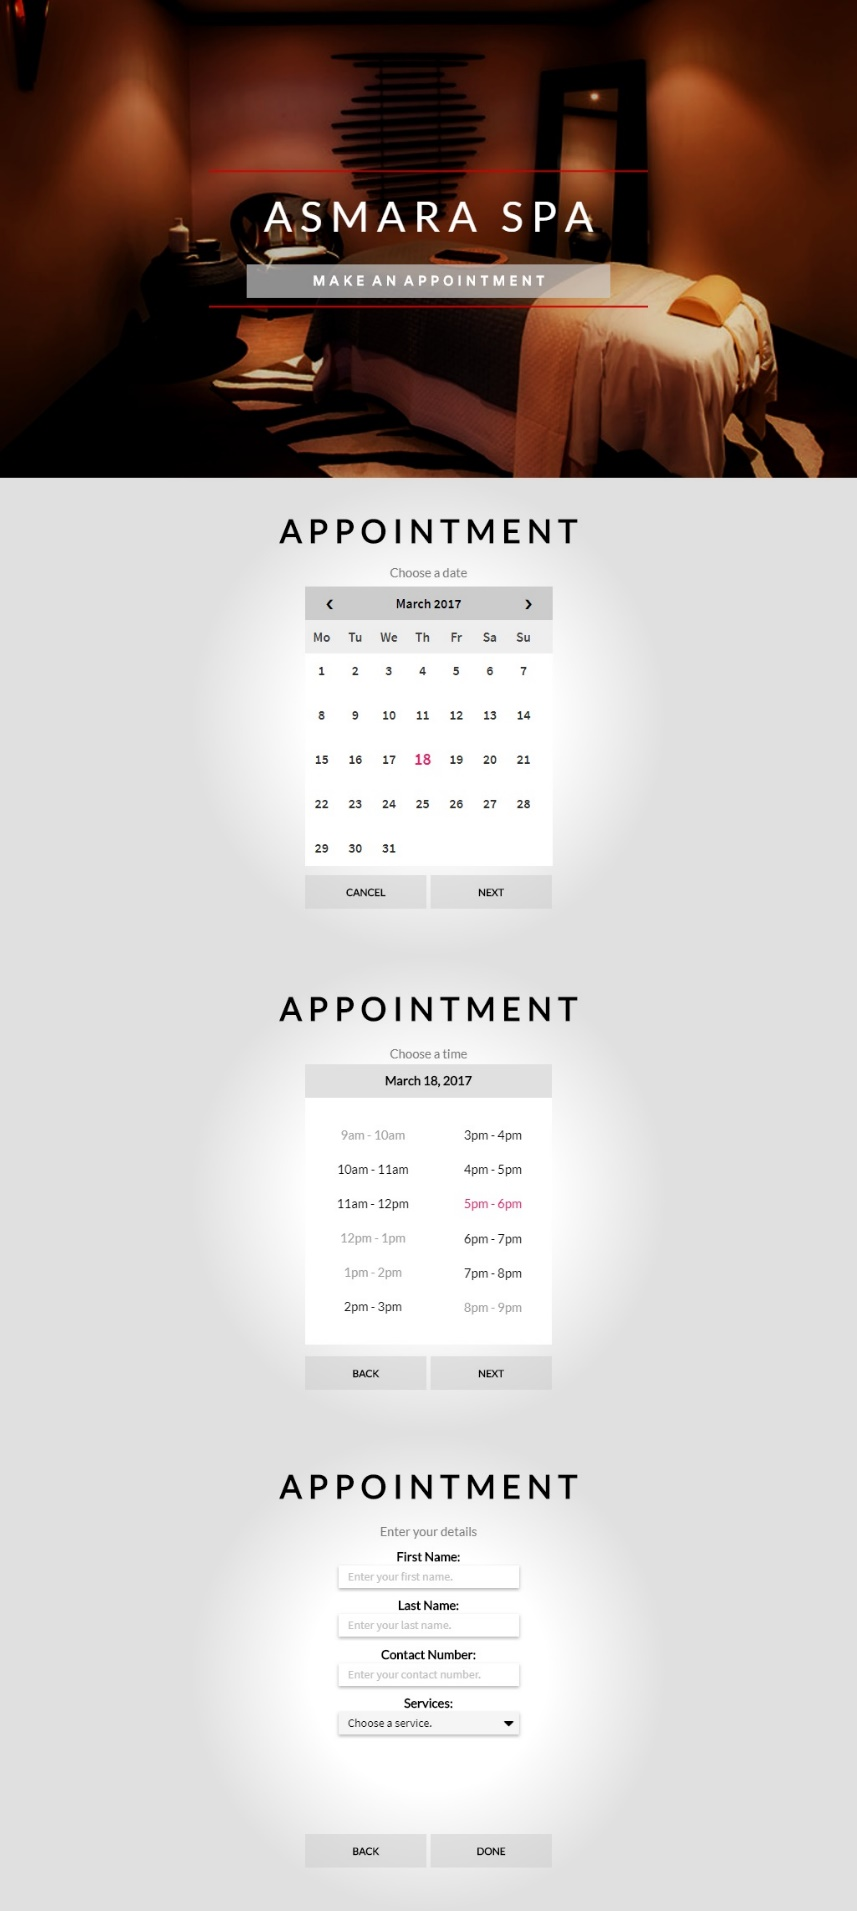 ASMARA SPA
MAKE AN APPOINTMENT
APPOINTMENT
Choose a date
‹ March 2017 ›
Mo Tu We Th Fr Sa Su
1 2 3 4 5 6 7
8 9 10 11 12 13 14
15 16 17 18 19 20 21
22 23 24 25 26 27 28
29 30 31
CANCEL NEXT
APPOINTMENT
Choose a time
March 18, 2017
9am - 10am 3pm - 4pm
10am - 11am 4pm - 5pm
11am - 12pm 5pm - 6pm
12pm - 1pm 6pm - 7pm
1pm - 2pm 7pm - 8pm
2pm - 3pm 8pm - 9pm
BACK NEXT
APPOINTMENT
Enter your details
First Name:
Enter your first name.
Last Name:
Enter your last name.
Contact Number:
Enter your contact number.
Services:
Choose a service.
BACK DONE